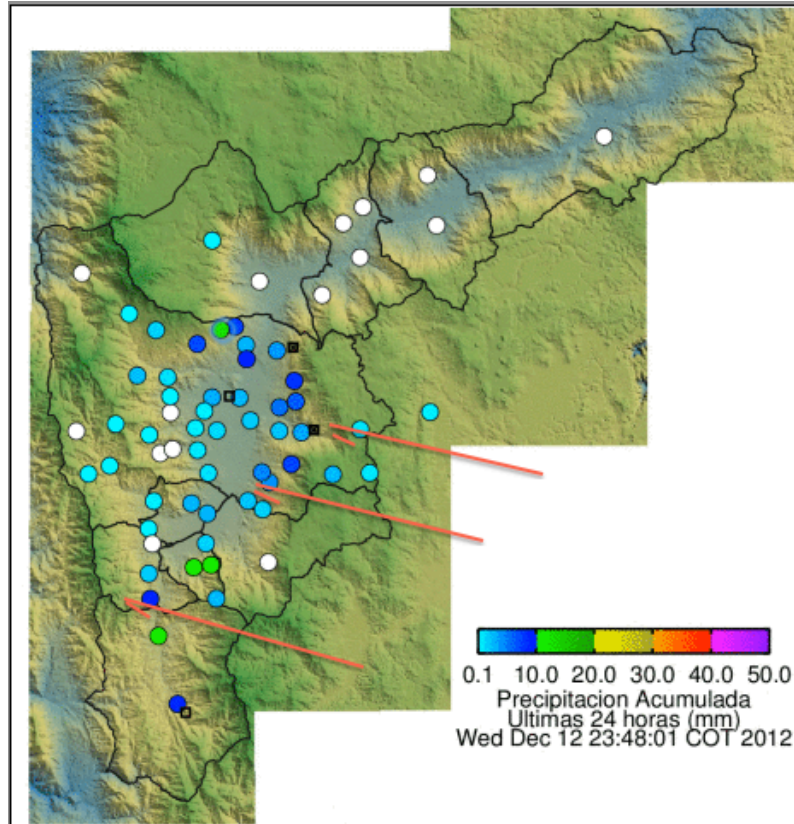 0.1 10.0 20.0 30.0 40.0 50.0
Precipitacion Acumulada
Ultimas 24 horas (mm)
Wed Dec 12 23:48:01 COT 2012